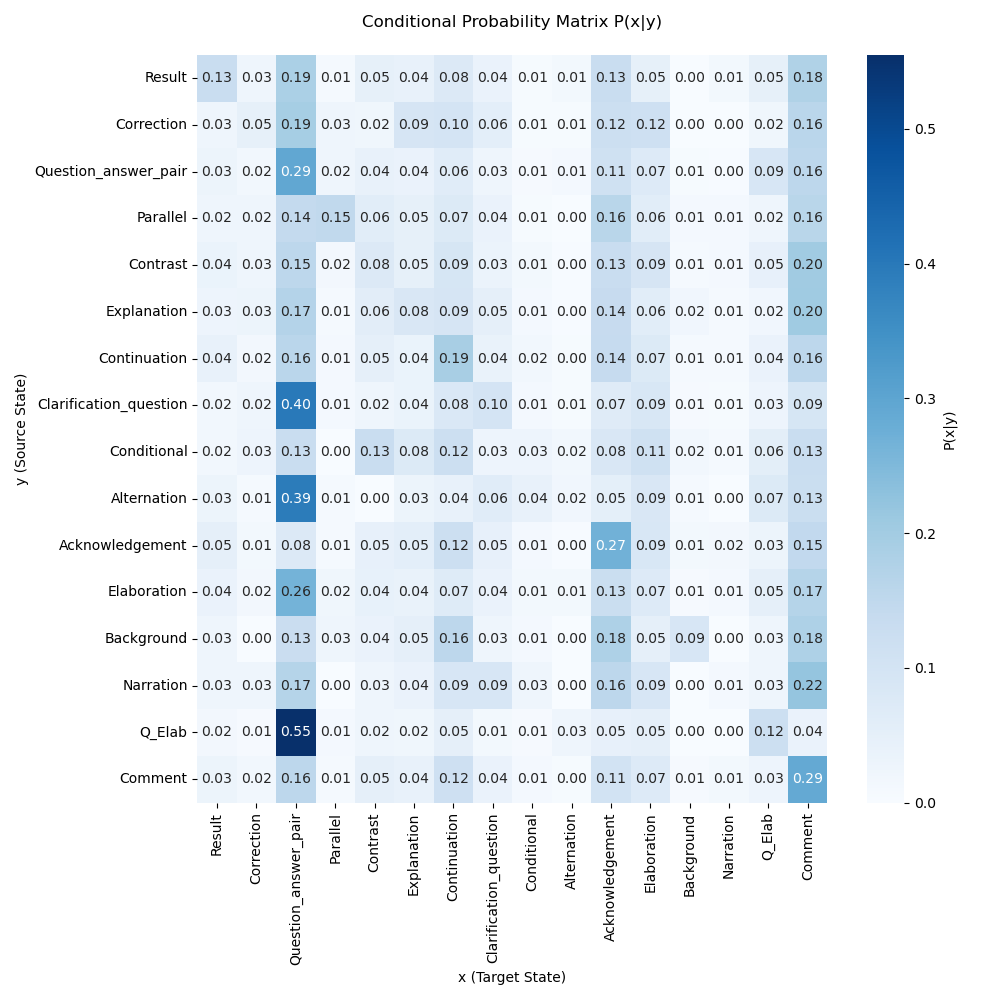 Conditional Probability Matrix P(x|y)
Result 0.13 0.03 0.19 0.01 0.05 0.04 0.08 0.04 0.01 0.01 0.13 0.05 0.00 0.01 0.05 0.18
Correction 0.03 0.05 0.19 0.03 0.02 0.09 0.10 0.06 0.01 0.01 0.12 0.12 0.00 0.00 0.02 0.16
Question_answer_pair 0.03 0.02 0.29 0.02 0.04 0.04 0.06 0.03 0.01 0.01 0.11 0.07 0.01 0.00 0.09 0.16
Parallel 0.02 0.02 0.14 0.15 0.06 0.05 0.07 0.04 0.01 0.00 0.16 0.06 0.01 0.01 0.02 0.16
Contrast 0.04 0.03 0.15 0.02 0.08 0.05 0.09 0.03 0.01 0.00 0.13 0.09 0.01 0.01 0.05 0.20
Explanation 0.03 0.03 0.17 0.01 0.06 0.08 0.09 0.05 0.01 0.00 0.14 0.06 0.02 0.01 0.02 0.20
Continuation 0.04 0.02 0.16 0.01 0.05 0.04 0.19 0.04 0.02 0.00 0.14 0.07 0.01 0.01 0.04 0.16
Clarification_question 0.02 0.02 0.40 0.01 0.02 0.04 0.08 0.10 0.01 0.01 0.07 0.09 0.01 0.01 0.03 0.09
Conditional 0.02 0.03 0.13 0.00 0.13 0.08 0.12 0.03 0.03 0.02 0.08 0.11 0.02 0.01 0.06 0.13
Alternation 0.03 0.01 0.39 0.01 0.00 0.03 0.04 0.06 0.04 0.02 0.05 0.09 0.01 0.00 0.07 0.13
Acknowledgement 0.05 0.01 0.08 0.01 0.05 0.05 0.12 0.05 0.01 0.00 0.27 0.09 0.01 0.02 0.03 0.15
Elaboration 0.04 0.02 0.26 0.02 0.04 0.04 0.07 0.04 0.01 0.01 0.13 0.07 0.01 0.01 0.05 0.17
Background 0.03 0.00 0.13 0.03 0.04 0.05 0.16 0.03 0.01 0.00 0.18 0.05 0.09 0.00 0.03 0.18
Narration 0.03 0.03 0.17 0.00 0.03 0.04 0.09 0.09 0.03 0.00 0.16 0.09 0.00 0.01 0.03 0.22
Q_Elab 0.02 0.01 0.55 0.01 0.02 0.02 0.05 0.01 0.01 0.03 0.05 0.05 0.00 0.00 0.12 0.04
Comment 0.03 0.02 0.16 0.01 0.05 0.04 0.12 0.04 0.01 0.00 0.11 0.07 0.01 0.01 0.03 0.29
y (Source State)
Result
Correction
Question_answer_pair
Parallel
Contrast
Explanation
Continuation
Clarification_question
Conditional
Alternation
Acknowledgement
Elaboration
Background
Narration
Q_Elab
Comment
x (Target State)
0.5
0.4
0.3
0.2
0.1
0.0
P(x|y)